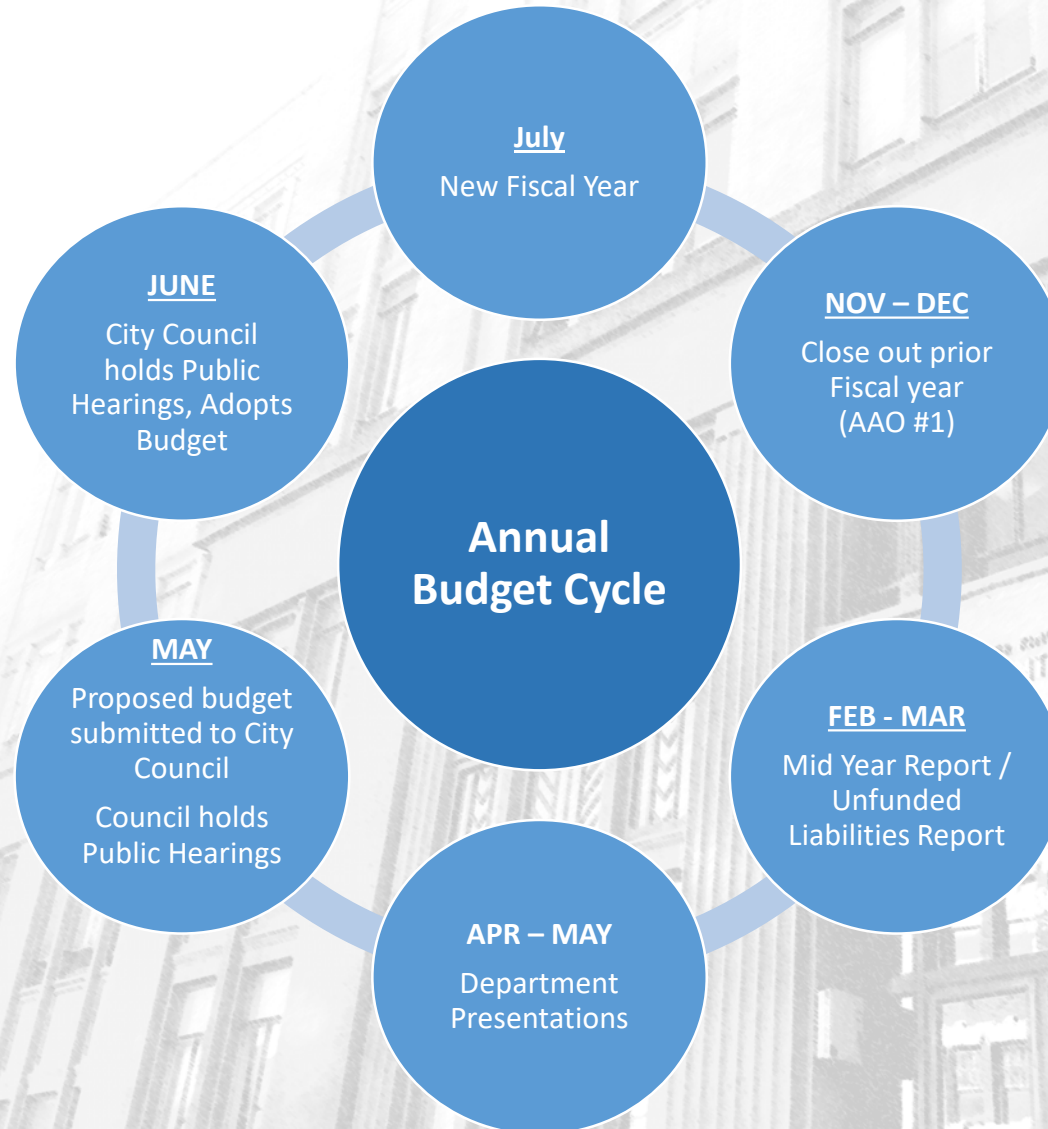 July
New Fiscal Year
NOV – DEC
Close out prior
Fiscal year
(AAO #1)
FEB - MAR
Mid Year Report /
Unfunded
Liabilities Report
APR – MAY
Department
Presentations
MAY
Proposed budget
submitted to City
Council
Council holds
Public Hearings
JUNE
City Council
holds Public
Hearings, Adopts
Budget
Annual
Budget Cycle